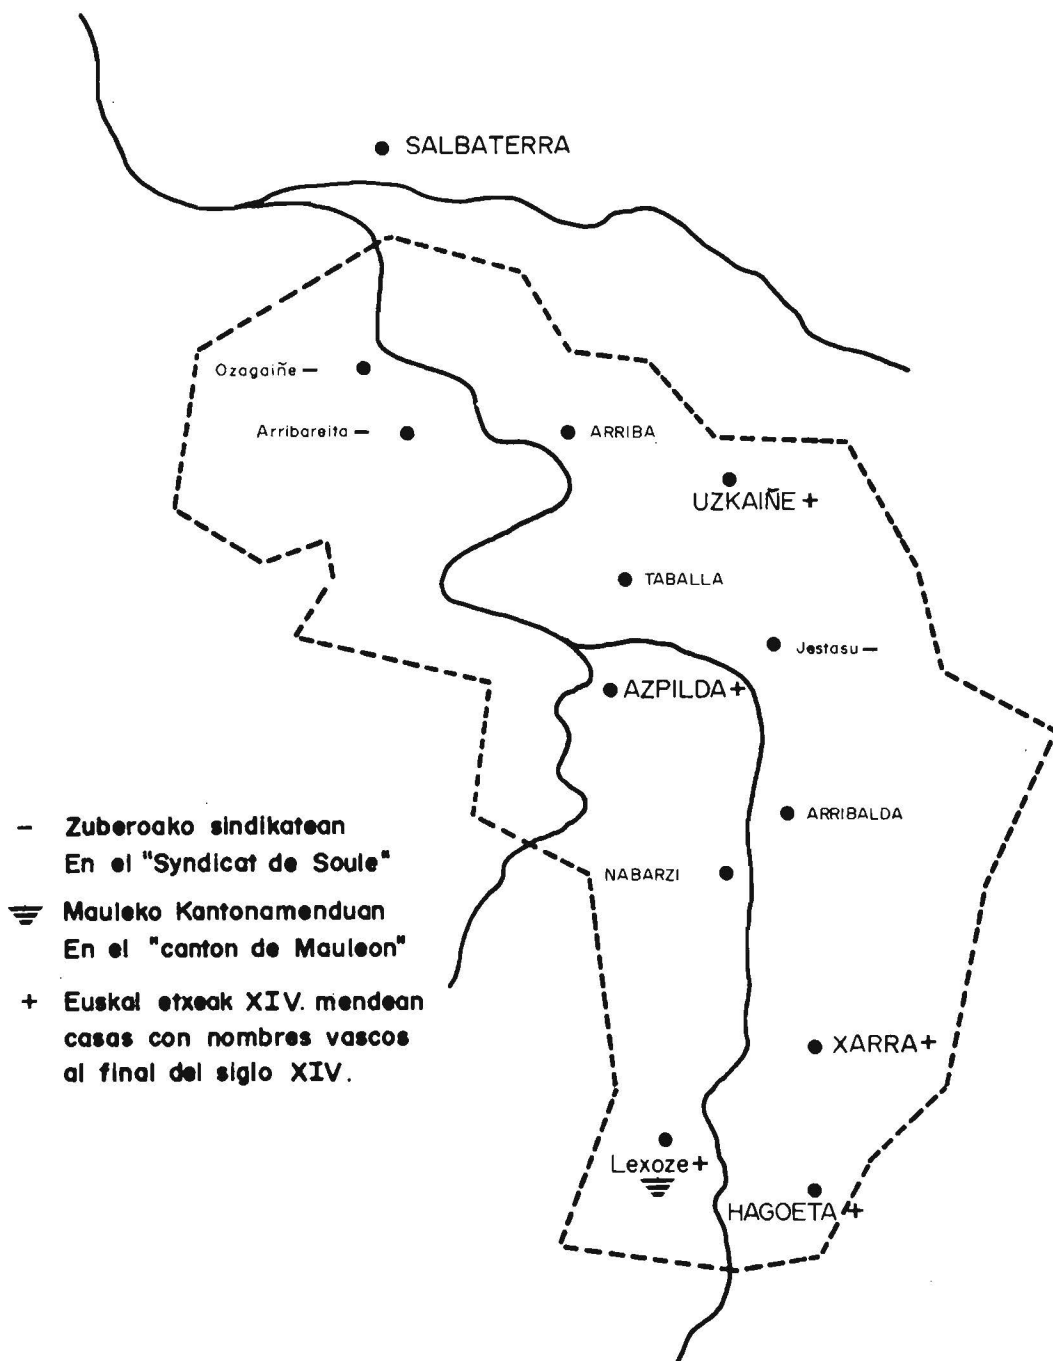 SALBATERRA
Ozagaiñe –
Arribareita –
ARRIBA
UZKAIÑE +
TABALLA
Jestasu –
AZPILDA +
ARRIBALDA
NABARZI
XARRA +
Lexoze +
HAGOETA +
– Zuberoako sindikatean
En el "Syndicat de Soule"
Mauleko Kantonamenduan
En el "canton de Mauleon"
+ Euskal etxeak XIV. mendean
casas con nombres vascos
al final del siglo XIV.